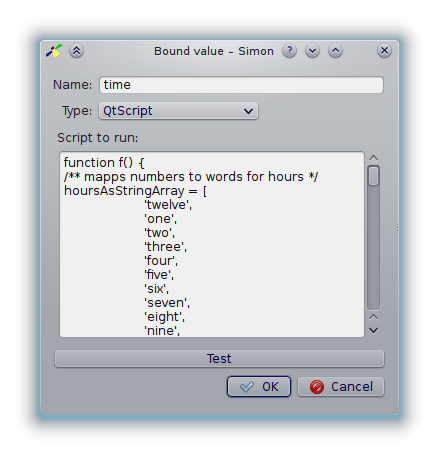 Bound value – Simon
Name: time
Type: QtScript
Script to run:
function f() {
/** mapps numbers to words for hours */
hoursAsStringArray = [
'twelve',
'one',
'two',
'three',
'four',
'five',
'six',
'seven',
'eight',
'nine',
Test
OK Cancel